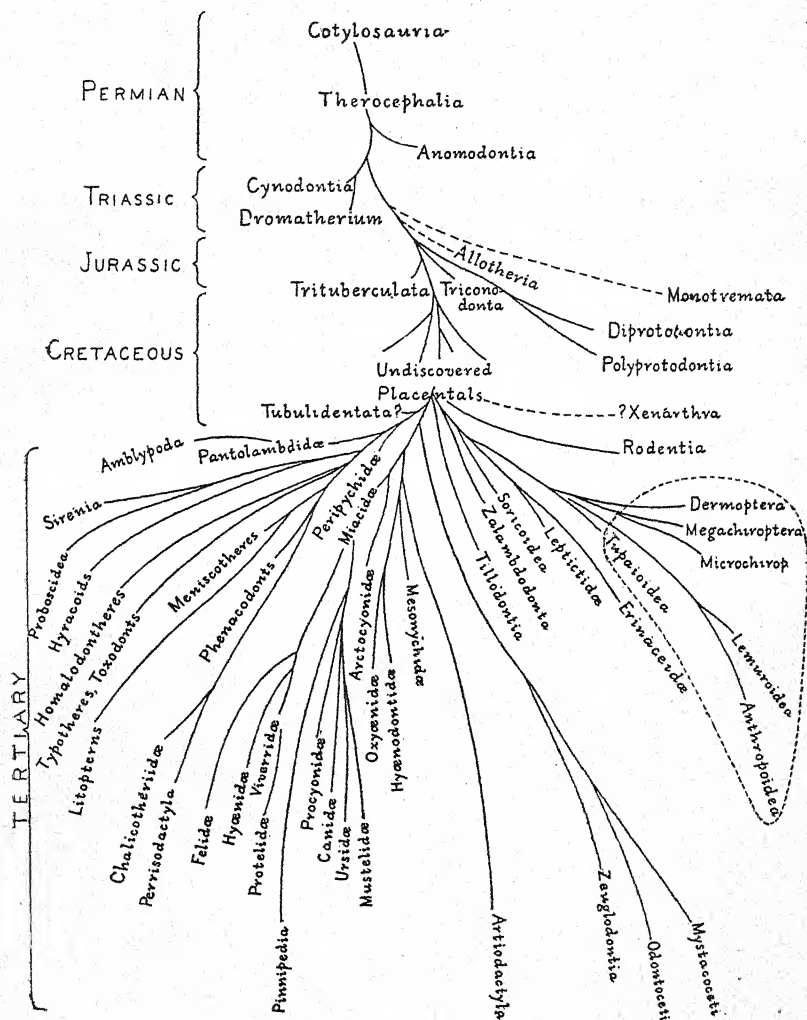 Cotylosauria
PERMIAN
Therocephalia
Anomodontia
Cynodontia
TRIASSIC
Dromatherium
JURASSIC
Allotheria
Trituberculata
Tricono-
donta
Monotremata
Diprotodontia
CRETACEOUS
Polyprotodontia
Undiscovered
Placentals
Tubulidentata?
?Xenarthra
Rodentia
TERTIARY
Amblypoda
Pantolambdidæ
Sirenia
Proboscidea
Hyracoids
Homalodontheres
Typotheres, Toxodonts
Litopterns
Meniscotheres
Phenacodonts
Chalicotheriidæ
Perrisodactyla
Periptychidæ
Miacidæ
Felidæ
Hyænidæ
Viverridæ
Protelidæ
Pinnipedia
Procyonidæ
Canidæ
Ursidæ
Mustelidæ
Arctocyonidæ
Oxyænidæ
Hyænodontidæ
Mesonychidæ
Artiodactyla
Tillodontia
Zalambdodonta
Soricoidea
Leptictidæ
Erinaceidæ
Zeuglodontia
Odontoceti
Mystacoceti
Dermoptera
Megachiroptera
Microchirop
Tupaioidea
Lemuroidea
Anthropoidea